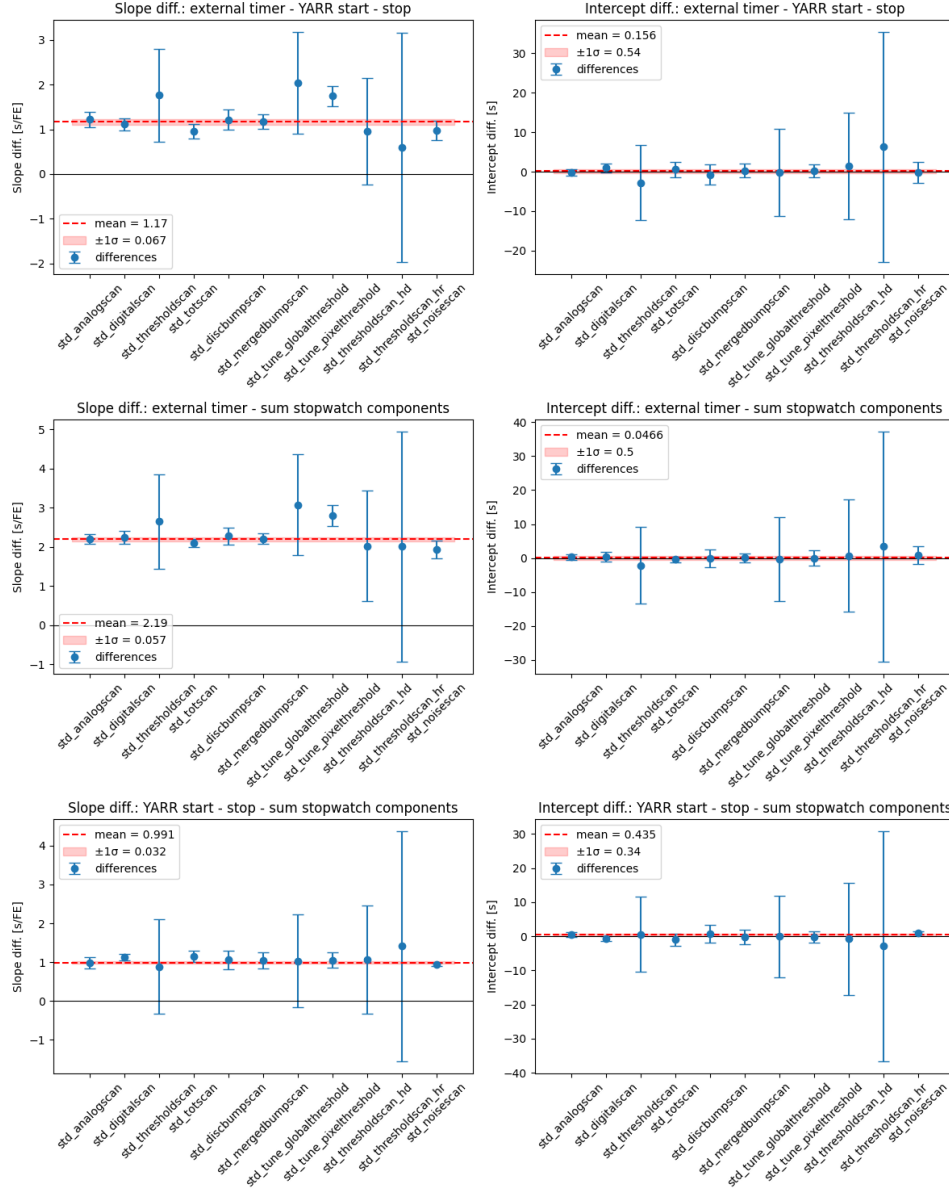 Slope diff.: external timer - YARR start - stop
Slope diff. [s/FE]
3
2
1
0
−1
−2
mean = 1.17
±1σ = 0.067
differences
std_analogscan
std_digitalscan
std_thresholdscan
std_totscan
std_discbumpscan
std_mergedbumpscan
std_tune_globalthreshold
std_tune_pixelthreshold
std_thresholdscan_hd
std_thresholdscan_hr
std_noisescan
Intercept diff.: external timer - YARR start - stop
Intercept diff. [s]
30
20
10
0
−10
−20
mean = 0.156
±1σ = 0.54
differences
std_analogscan
std_digitalscan
std_thresholdscan
std_totscan
std_discbumpscan
std_mergedbumpscan
std_tune_globalthreshold
std_tune_pixelthreshold
std_thresholdscan_hd
std_thresholdscan_hr
std_noisescan
Slope diff.: external timer - sum stopwatch components
Slope diff. [s/FE]
5
4
3
2
1
0
−1
mean = 2.19
±1σ = 0.057
differences
std_analogscan
std_digitalscan
std_thresholdscan
std_totscan
std_discbumpscan
std_mergedbumpscan
std_tune_globalthreshold
std_tune_pixelthreshold
std_thresholdscan_hd
std_thresholdscan_hr
std_noisescan
Intercept diff.: external timer - sum stopwatch components
Intercept diff. [s]
40
30
20
10
0
−10
−20
−30
mean = 0.0466
±1σ = 0.5
differences
std_analogscan
std_digitalscan
std_thresholdscan
std_totscan
std_discbumpscan
std_mergedbumpscan
std_tune_globalthreshold
std_tune_pixelthreshold
std_thresholdscan_hd
std_thresholdscan_hr
std_noisescan
Slope diff.: YARR start - stop - sum stopwatch components
Slope diff. [s/FE]
4
3
2
1
0
−1
mean = 0.991
±1σ = 0.032
differences
std_analogscan
std_digitalscan
std_thresholdscan
std_totscan
std_discbumpscan
std_mergedbumpscan
std_tune_globalthreshold
std_tune_pixelthreshold
std_thresholdscan_hd
std_thresholdscan_hr
std_noisescan
Intercept diff.: YARR start - stop - sum stopwatch components
Intercept diff. [s]
30
20
10
0
−10
−20
−30
−40
mean = 0.435
±1σ = 0.34
differences
std_analogscan
std_digitalscan
std_thresholdscan
std_totscan
std_discbumpscan
std_mergedbumpscan
std_tune_globalthreshold
std_tune_pixelthreshold
std_thresholdscan_hd
std_thresholdscan_hr
std_noisescan